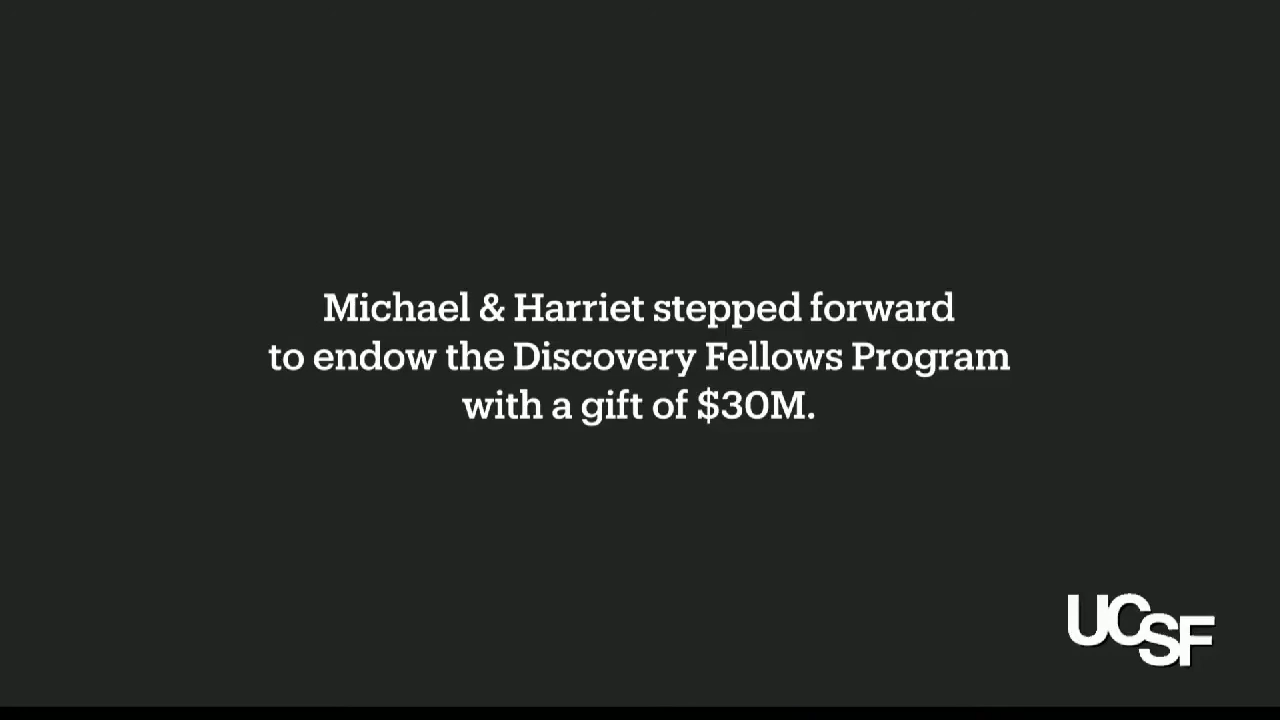 Michael & Harriet stepped forward
to endow the Discovery Fellows Program
with a gift of $30M.
UCSF